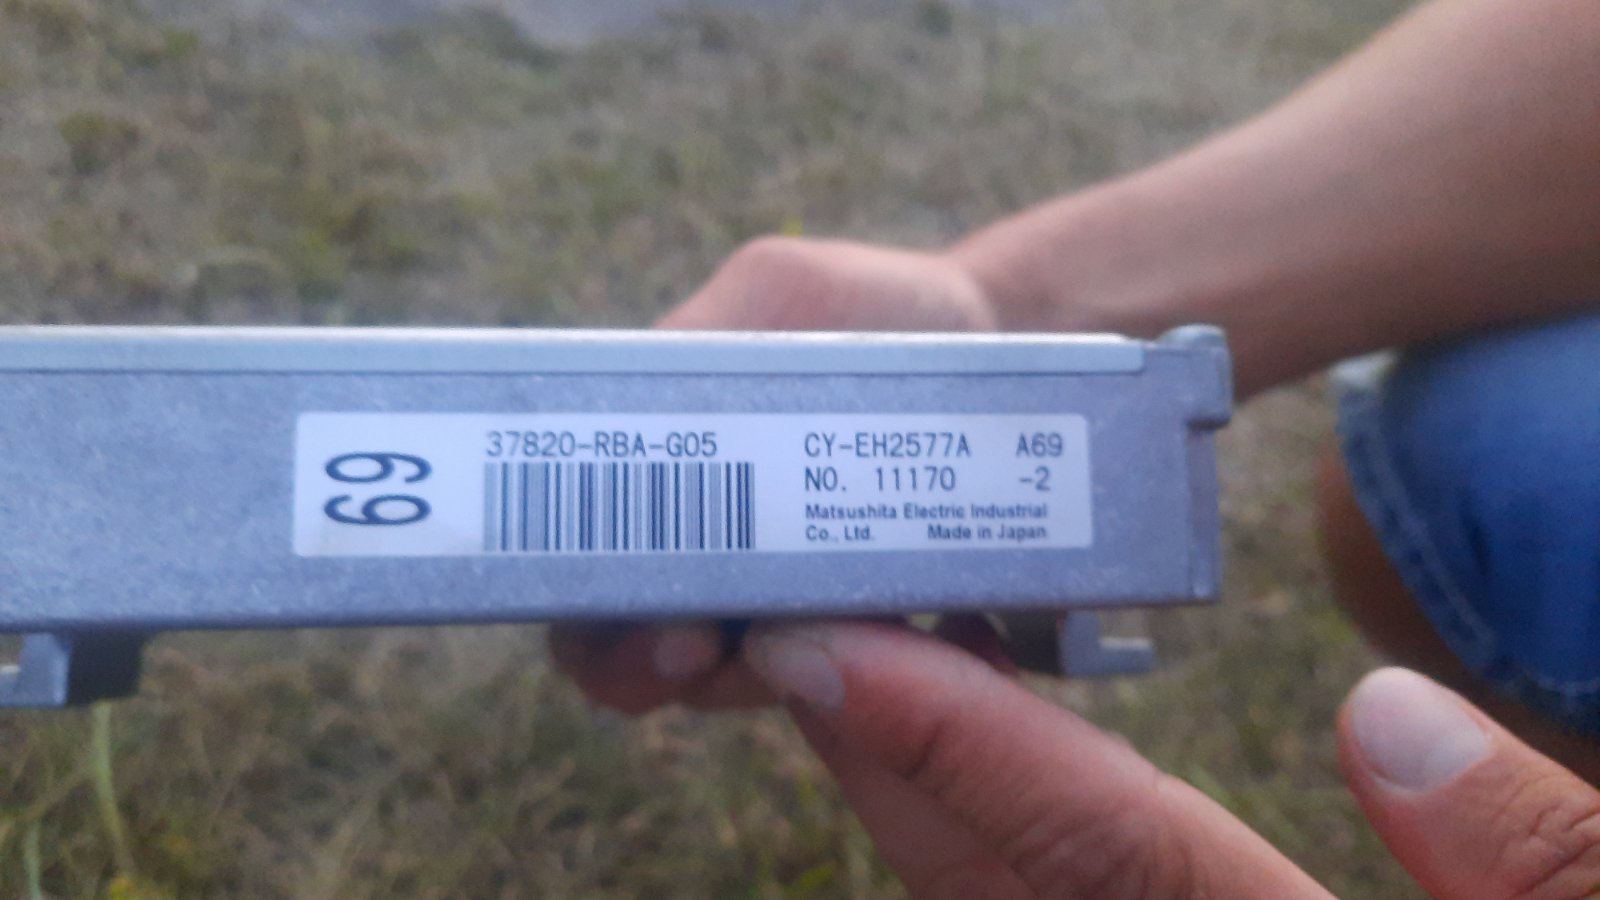 69
37820-RBA-G05
CY-EH2577A A69
NO. 11170 -2
Matsushita Electric Industrial
Co., Ltd. Made in Japan